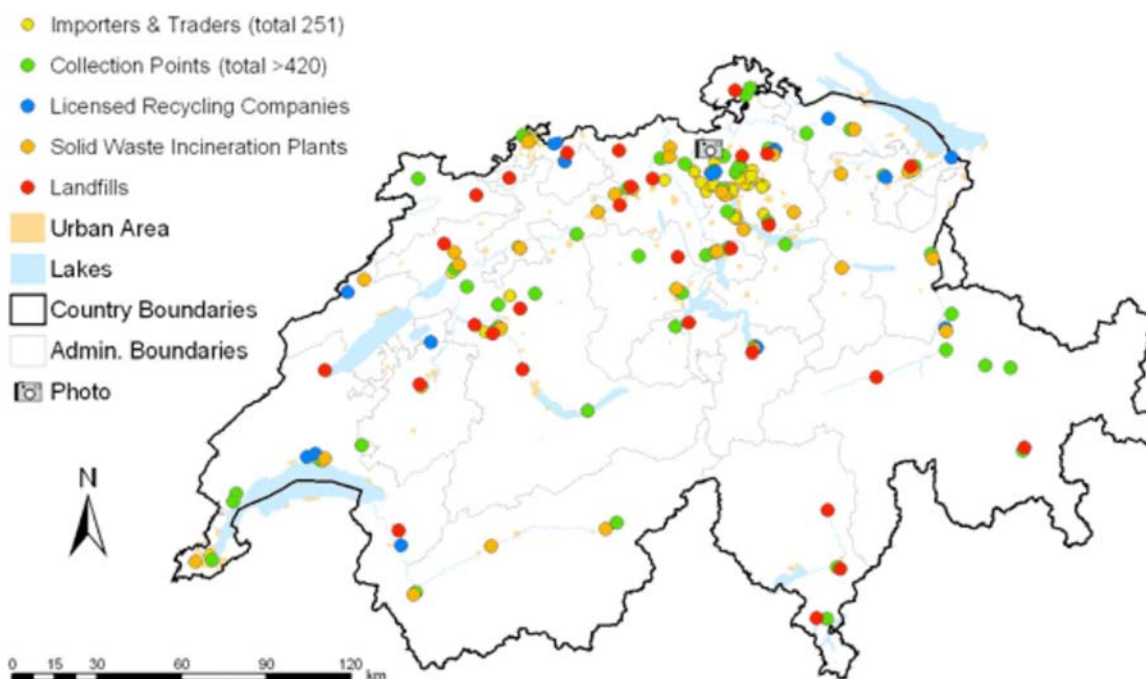 Importers & Traders (total 251)
Collection Points (total >420)
Licensed Recycling Companies
Solid Waste Incineration Plants
Landfills
Urban Area
Lakes
Country Boundaries
Admin. Boundaries
Photo
N
0 15 30 60 90 120
km